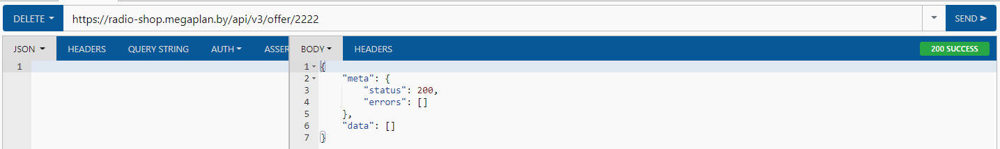 DELETE https://radio-shop.megaplan.by/api/v3/offer/2222 SEND
JSON HEADERS QUERY STRING AUTH ASSER BODY HEADERS 200 SUCCESS
1
1 {
2 "meta": {
3 "status": 200,
4 "errors": []
5 },
6 "data": []
7 }